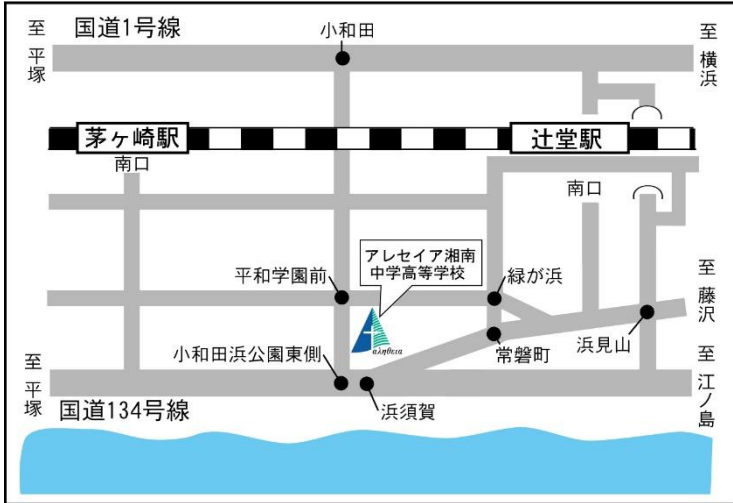 至平塚
国道1号線
小和田
至横浜
茅ヶ崎駅
辻堂駅
南口
南口
アレセイア湘南
中学高等学校
平和学園前
緑が浜
至藤沢
αληθεια
浜見山
小和田浜公園東側
常磐町
至平塚
至江ノ島
浜須賀
国道134号線